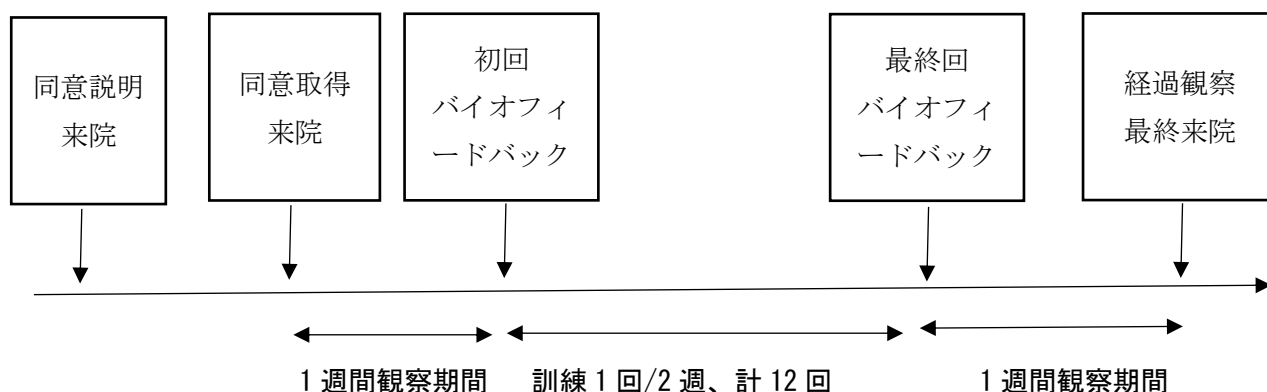 同意説明
来院
同意取得
来院
初回
バイオフィ
ードバック
最終回
バイオフィ
ードバック
経過観察
最終来院
1 週間観察期間
訓練 1 回/2 週、計 12 回
1 週間観察期間